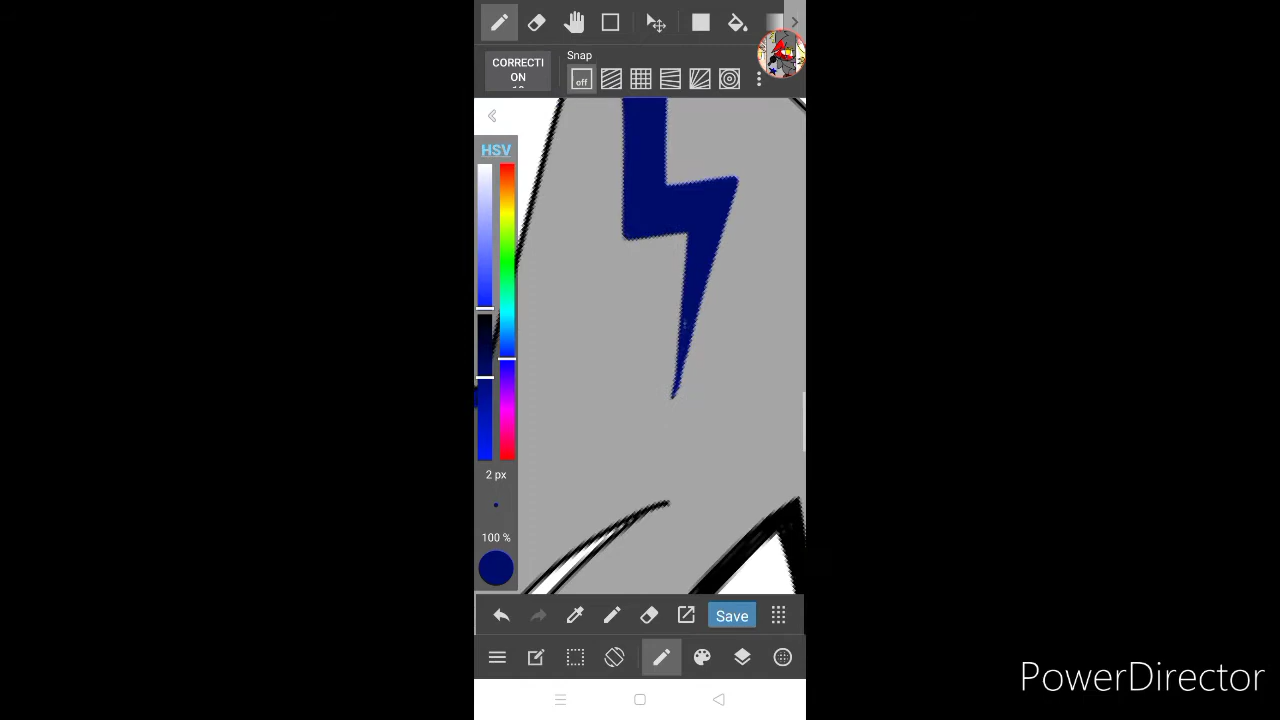 Snap
CORRECTI
ON
off
HSV
2 px
100 %
Save
PowerDirector